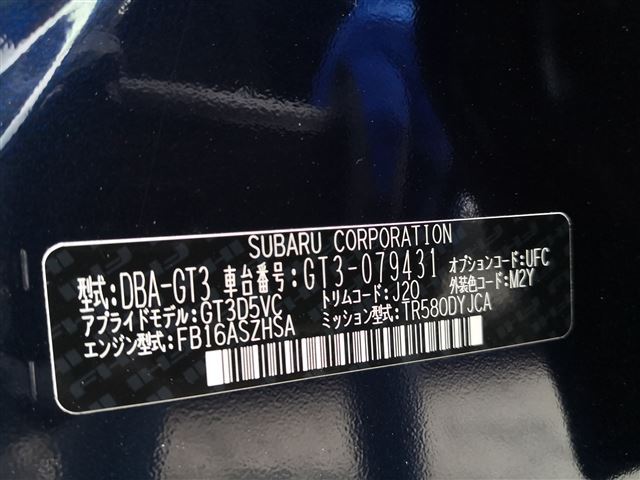 SUBARU CORPORATION
型式:DBA-GT3 車台番号:GT3-079431 オプションコード:UFC
アプライドモデル:GT3D5VC トリムコード:J20 外装色コード:M2Y
エンジン型式:FB16ASZHSA ミッション型式:TR580DYJCA